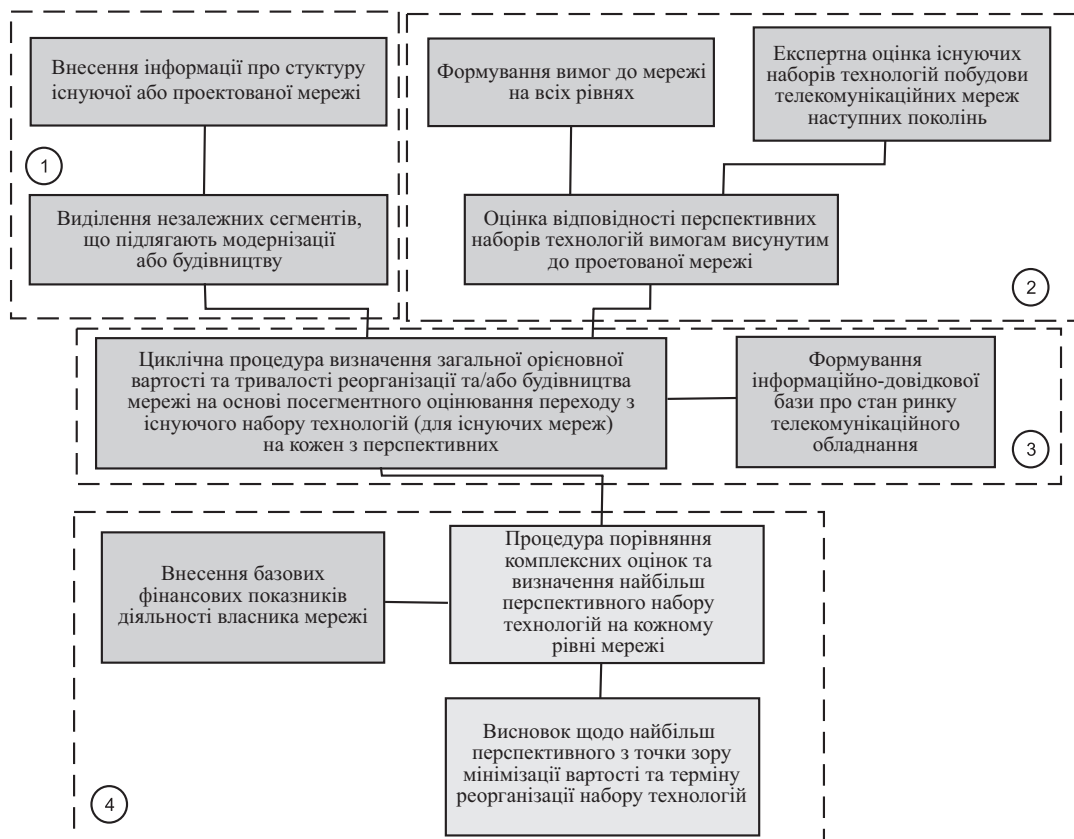 Внесення інформації про стуктуру
існуючої або проектованої мережі
1
Виділення незалежних сегментів,
що підлягають модернізації
або будівництву
Формування вимог до мережі
на всіх рівнях
Експертна оцінка існуючих
наборів технологій побудови
телекомунікаційних мереж
наступних поколінь
Оцінка відповідності перспективних
наборів технологій вимогам висунутим
до проетованої мережі
2
Циклічна процедура визначення загальної орієновної
вартості та тривалості реорганізації та/або будівництва
мережі на основі посегментного оцінювання переходу з
існуючого набору технологій (для існуючих мереж)
на кожен з перспективних
Формування
інформаційно-довідкової
бази про стан ринку
телекомунікаційного
обладнання
3
Внесення базових
фінансових показників
діяльності власника мережі
Процедура порівняння
комплексних оцінок та
визначення найбільш
перспективного набору
технологій на кожному
рівні мережі
Висновок щодо найбільш
перспективного з точки зору
мінімізації вартості та терміну
реорганізації набору технологій
4